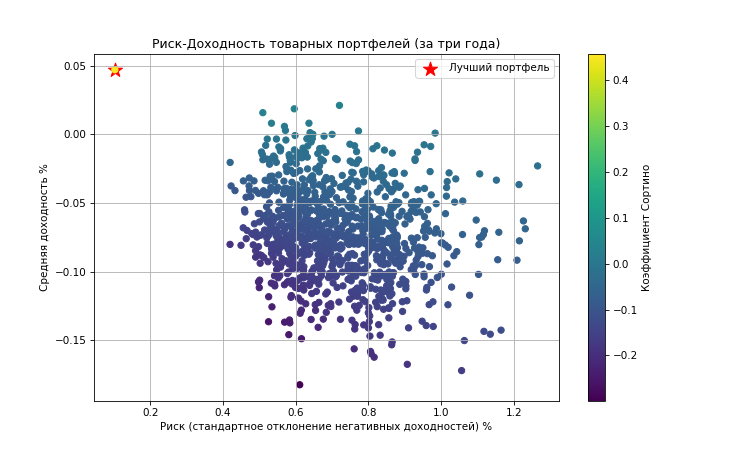 Риск-Доходность товарных портфелей (за три года)
Лучший портфель
Средняя доходность %
0.05
0.00
−0.05
−0.10
−0.15
0.2 0.4 0.6 0.8 1.0 1.2
Риск (стандартное отклонение негативных доходностей) %
0.4
0.3
0.2
0.1
0.0
−0.1
−0.2
Коэффициент Сортино